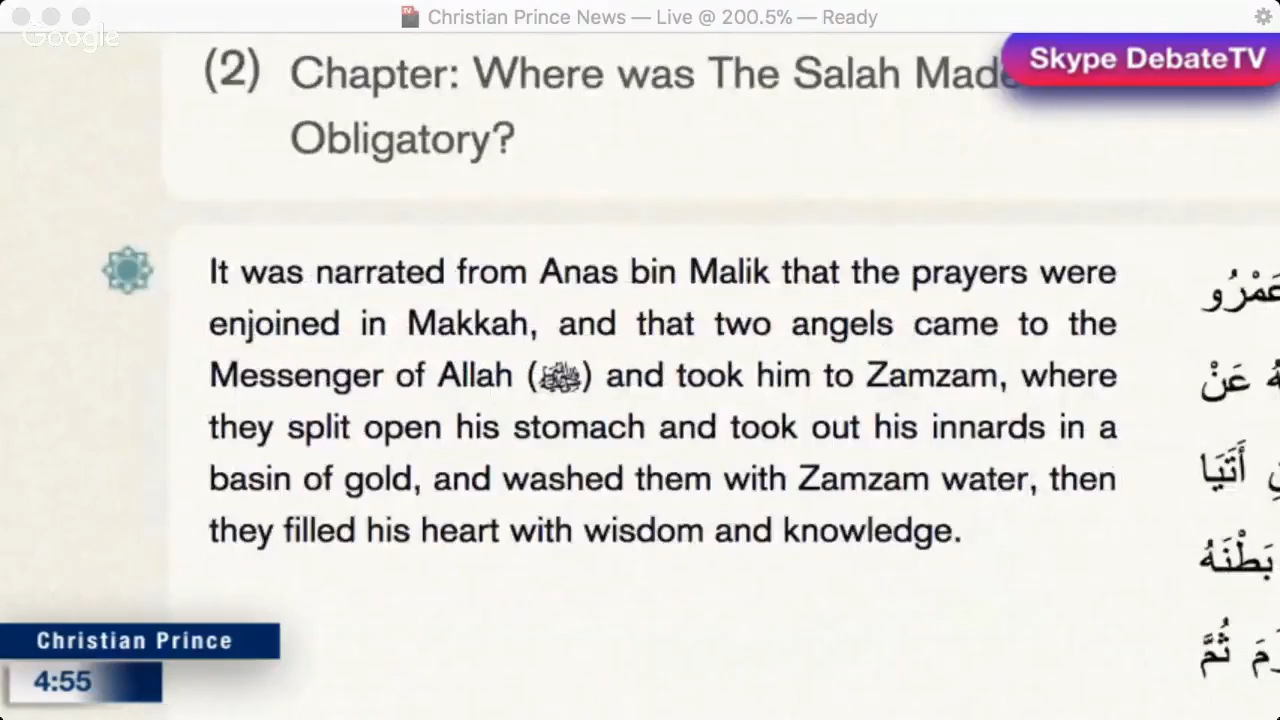 Christian Prince News — Live @ 200.5% — Ready
Google
Skype DebateTV
(2) Chapter: Where was The Salah Made
Obligatory?
It was narrated from Anas bin Malik that the prayers were
enjoined in Makkah, and that two angels came to the
Messenger of Allah (ﷺ) and took him to Zamzam, where
they split open his stomach and took out his innards in a
basin of gold, and washed them with Zamzam water, then
they filled his heart with wisdom and knowledge.
عَمْرُو
عَنْ
أَتَيَا
بَطْنَهُ
ثُمَّ
Christian Prince
4:55